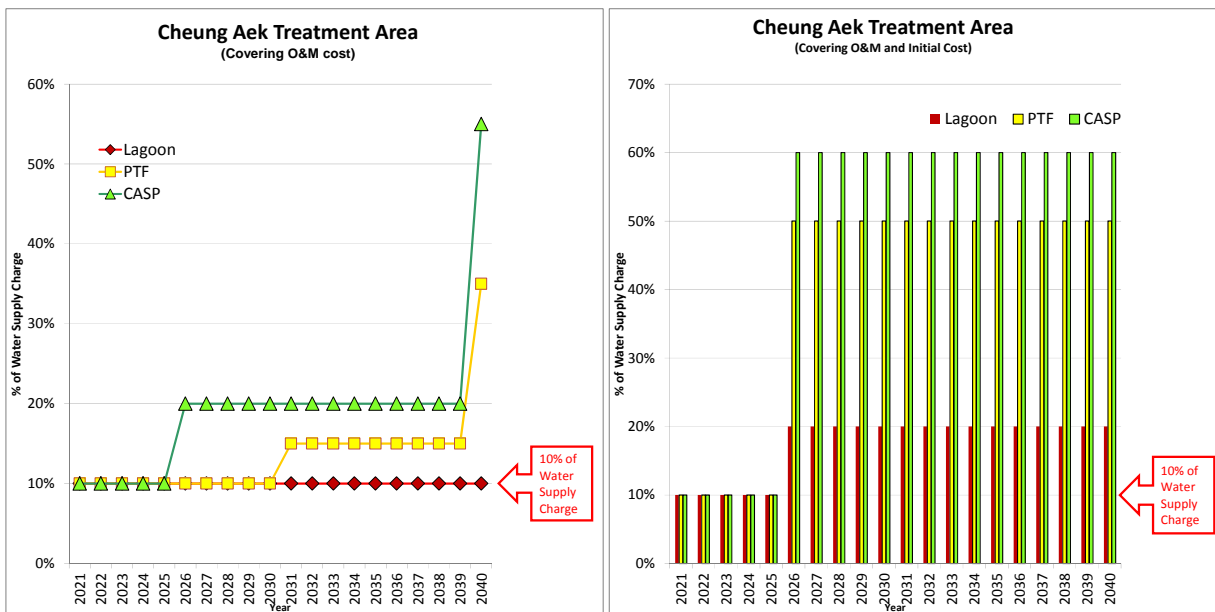 Cheung Aek Treatment Area
(Covering O&M cost)
60%
50%
40%
30%
20%
10%
0%
% of Water Supply Charge
Lagoon
PTF
CASP
10% of
Water
Supply
Charge
2021
2022
2023
2024
2025
2026
2027
2028
2029
2030
2031
2032
2033
2034
2035
2036
2037
2038
2039
2040
Year
Cheung Aek Treatment Area
(Covering O&M and Initial Cost)
70%
60%
50%
40%
30%
20%
10%
0%
% of Water Supply Charge
Lagoon PTF CASP
10% of
Water
Supply
Charge
2021
2022
2023
2024
2025
2026
2027
2028
2029
2030
2031
2032
2033
2034
2035
2036
2037
2038
2039
2040
Year